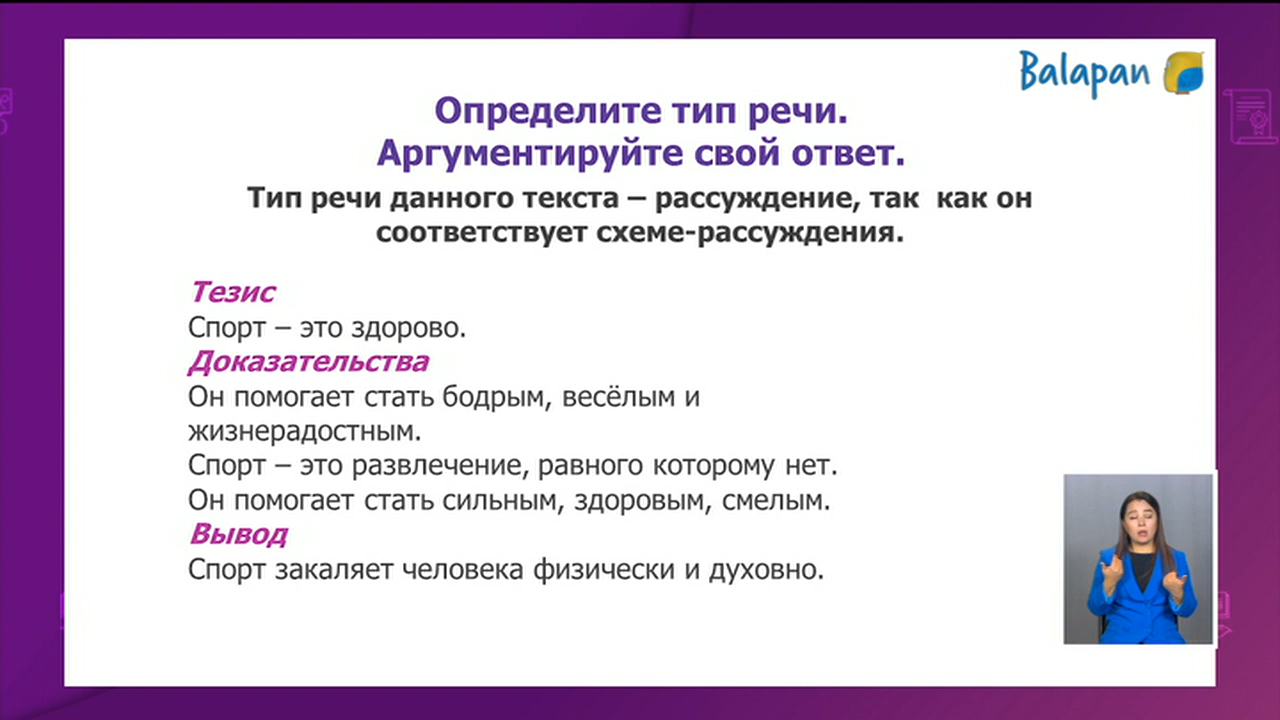 Balapan
Определите тип речи.
Аргументируйте свой ответ.
Тип речи данного текста – рассуждение, так как он
соответствует схеме-рассуждения.
Тезис
Спорт – это здорово.
Доказательства
Он помогает стать бодрым, весёлым и
жизнерадостным.
Спорт – это развлечение, равного которому нет.
Он помогает стать сильным, здоровым, смелым.
Вывод
Спорт закаляет человека физически и духовно.